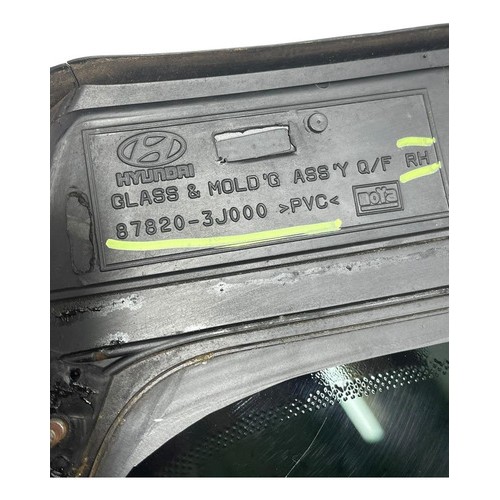 HYUNDAI
GLASS & MOLD'G ASS'Y Q/F RH
87820-3J000 >PVC<